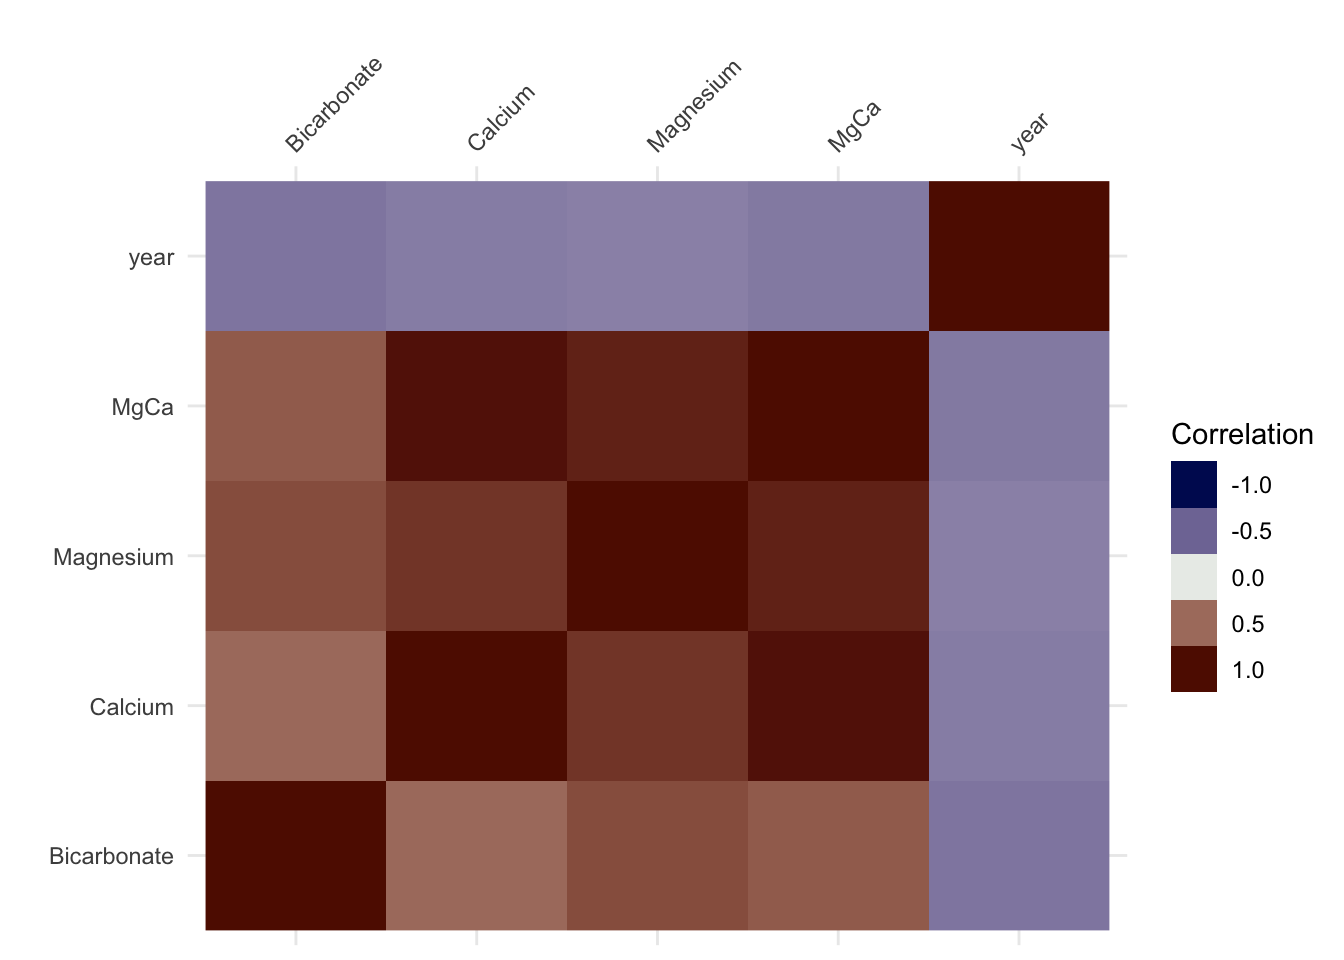 Bicarbonate
Calcium
Magnesium
MgCa
year
year
MgCa
Magnesium
Calcium
Bicarbonate
Correlation
-1.0
-0.5
0.0
0.5
1.0